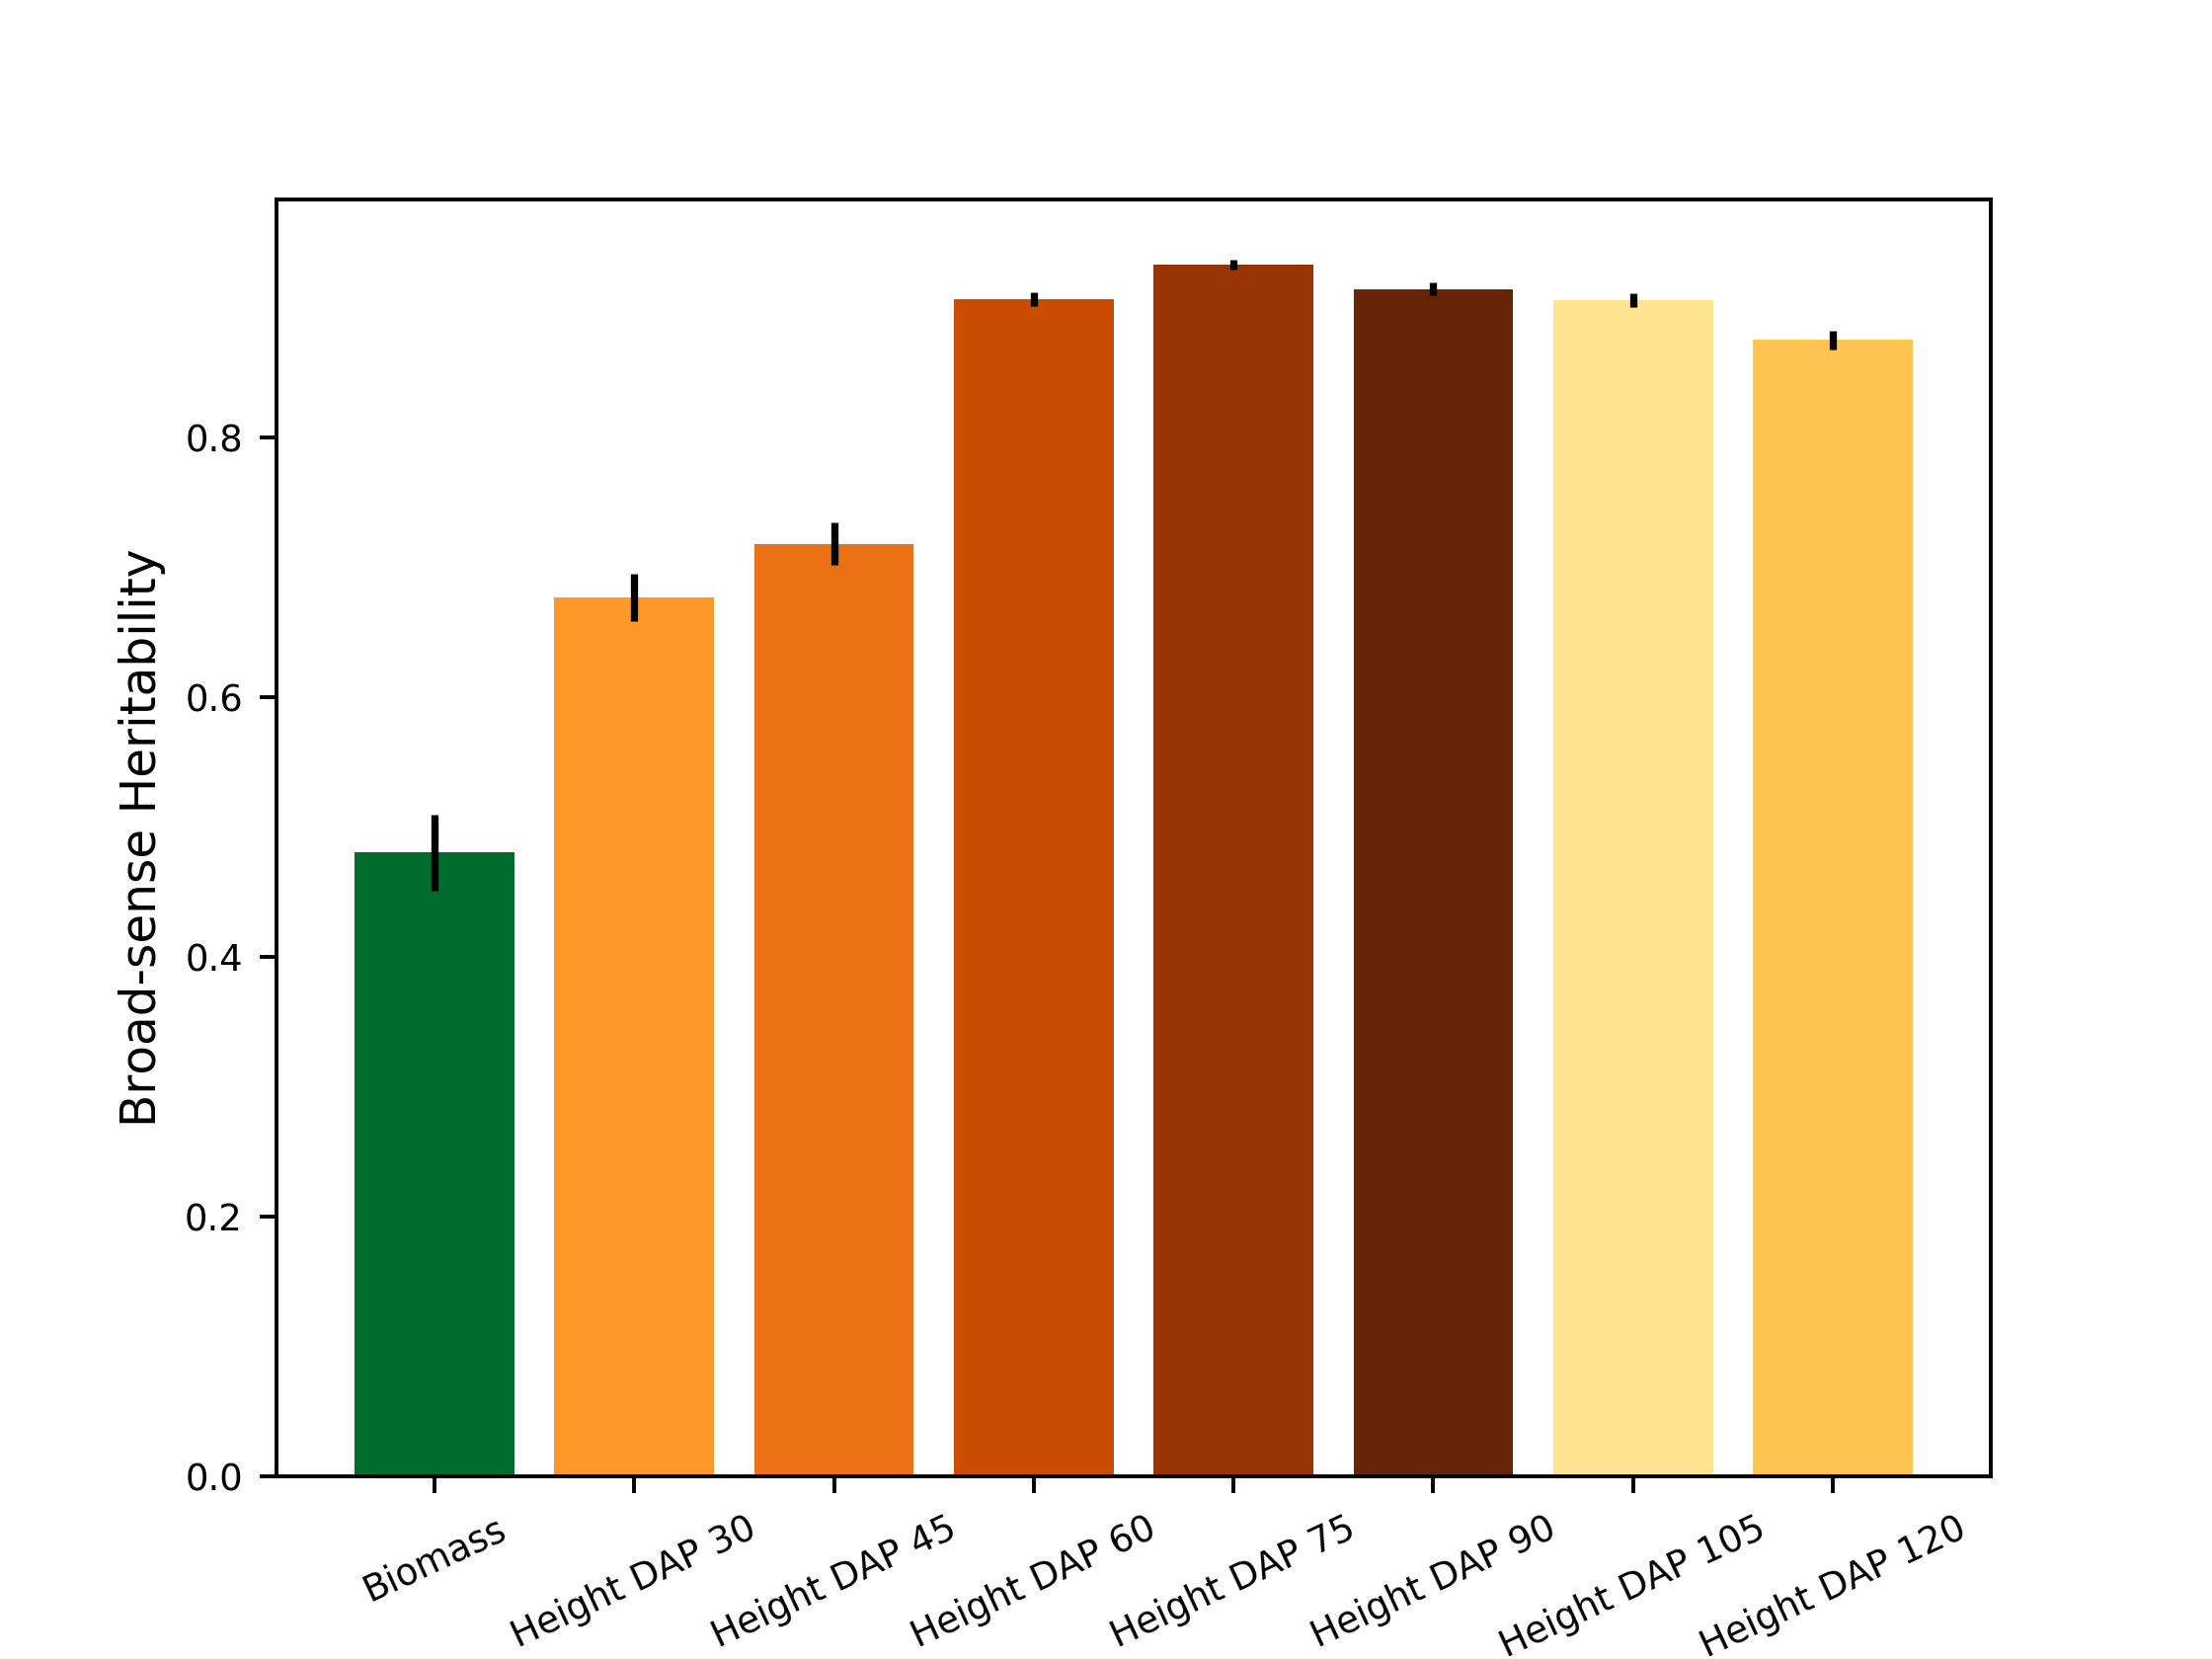 Broad-sense Heritability
0.8
0.6
0.4
0.2
0.0
Biomass
Height DAP 30
Height DAP 45
Height DAP 60
Height DAP 75
Height DAP 90
Height DAP 105
Height DAP 120